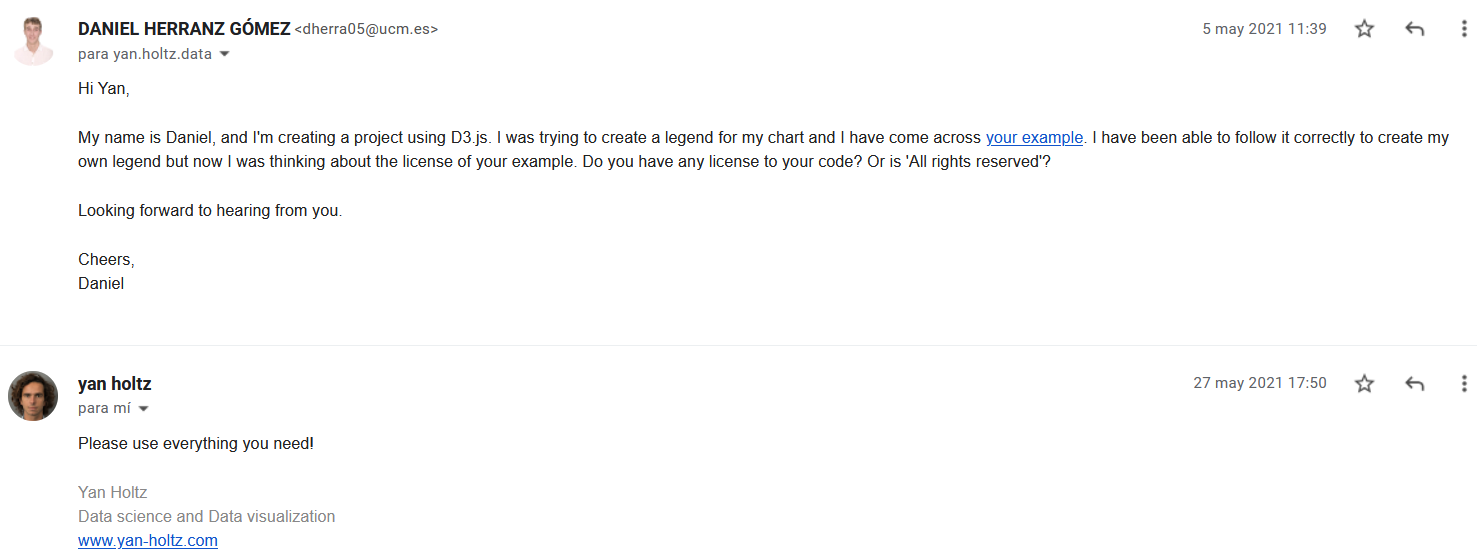 DANIEL HERRANZ GÓMEZ <dherra05@ucm.es> 5 may 2021 11:39
para yan.holtz.data
Hi Yan,
My name is Daniel, and I'm creating a project using D3.js. I was trying to create a legend for my chart and I have come across your example. I have been able to follow it correctly to create my
own legend but now I was thinking about the license of your example. Do you have any license to your code? Or is 'All rights reserved'?
Looking forward to hearing from you.
Cheers,
Daniel
yan holtz 27 may 2021 17:50
para mí
Please use everything you need!
Yan Holtz
Data science and Data visualization
www.yan-holtz.com